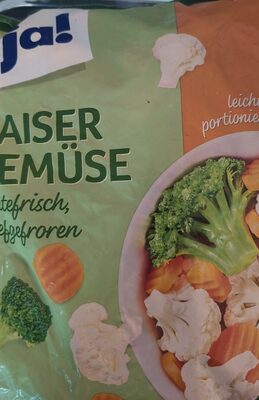 ja!
AISER
EMÜSE
tefrisch,
efgefroren
leich
portionie